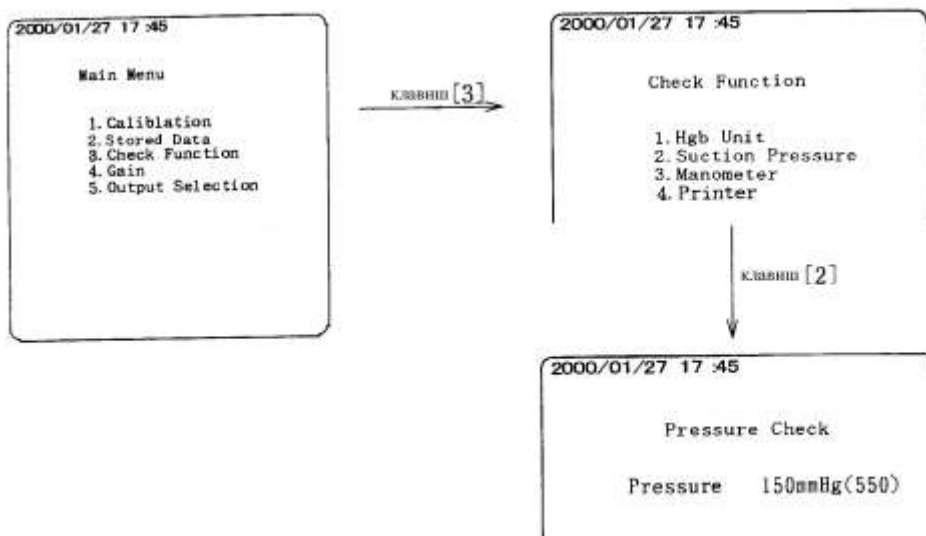 2000/01/27 17 :45
Main Menu
1. Caliblation
2. Stored Data
3. Check Function
4. Gain
5. Output Selection
клавиш [3]
2000/01/27 17 :45
Check Function
1. Hgb Unit
2. Suction Pressure
3. Manometer
4. Printer
клавиш [2]
2000/01/27 17 :45
Pressure Check
Pressure 150mmHg(550)